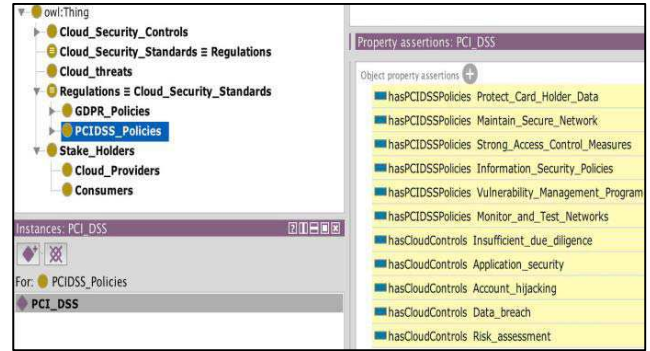 owl:Thing
Cloud_Security_Controls
Cloud_Security_Standards ≡ Regulations
Cloud_threats
Regulations ≡ Cloud_Security_Standards
GDPR_Policies
PCIDSS_Policies
Stake_Holders
Cloud_Providers
Consumers
Instances: PCI_DSS
For: PCIDSS_Policies
PCI_DSS
Property assertions: PCI_DSS
Object property assertions
hasPCIDSSPolicies Protect_Card_Holder_Data
hasPCIDSSPolicies Maintain_Secure_Network
hasPCIDSSPolicies Strong_Access_Control_Measures
hasPCIDSSPolicies Information_Security_Policies
hasPCIDSSPolicies Vulnerability_Management_Program
hasPCIDSSPolicies Monitor_and_Test_Networks
hasCloudControls Insufficient_due_diligence
hasCloudControls Application_security
hasCloudControls Account_hijacking
hasCloudControls Data_breach
hasCloudControls Risk_assessment